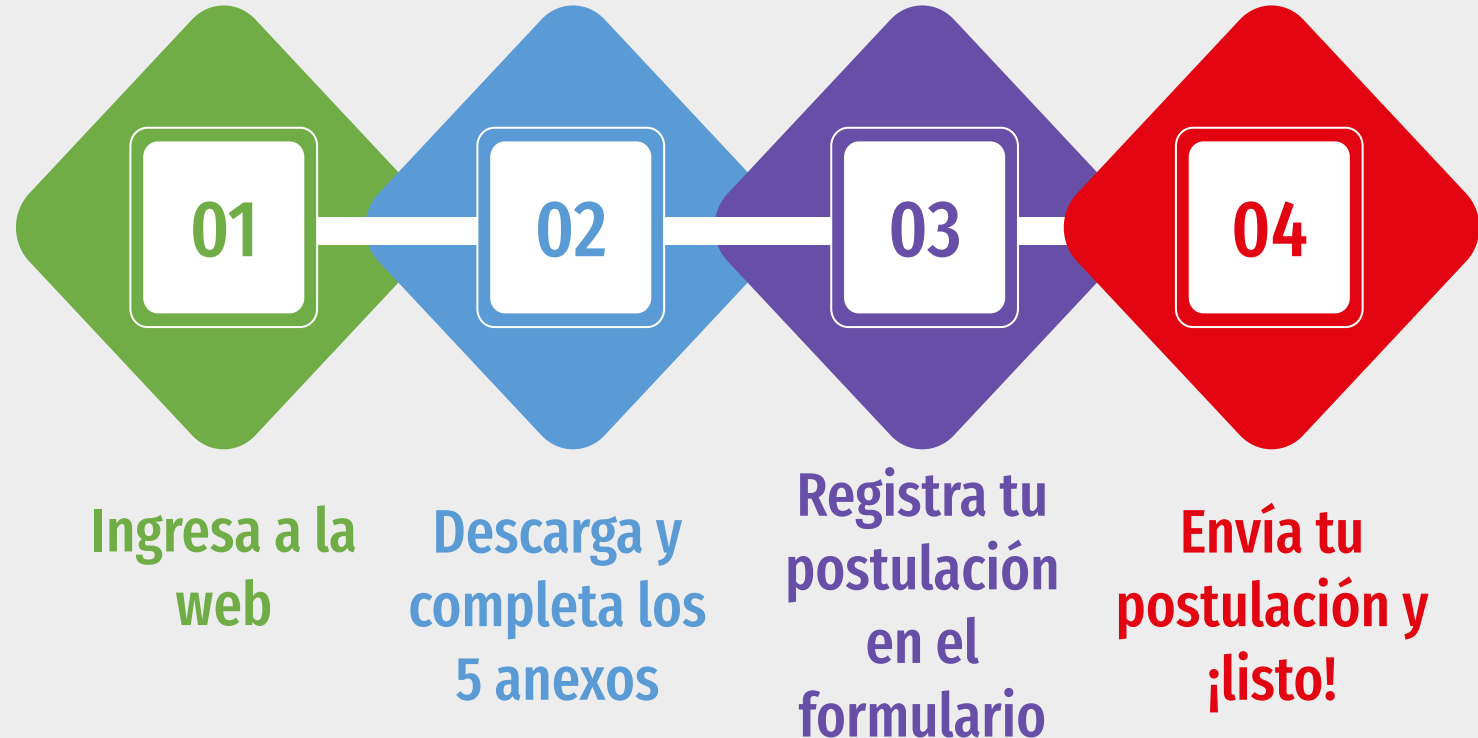 01
Ingresa a la
web
02
Descarga y
completa los
5 anexos
03
Registra tu
postulación
en el
formulario
04
Envía tu
postulación y
¡listo!